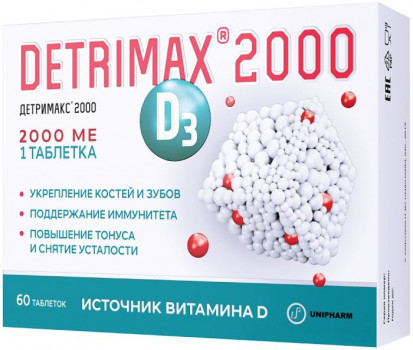 DETRIMAX® 2000
ДЕТРИМАКС® 2000
D3
2000 МЕ
1 ТАБЛЕТКА
• УКРЕПЛЕНИЕ КОСТЕЙ И ЗУБОВ
• ПОДДЕРЖАНИЕ ИММУНИТЕТА
• ПОВЫШЕНИЕ ТОНУСА
И СНЯТИЕ УСТАЛОСТИ
60 ТАБЛЕТОК
ИСТОЧНИК ВИТАМИНА D
UNIPHARM
EAC